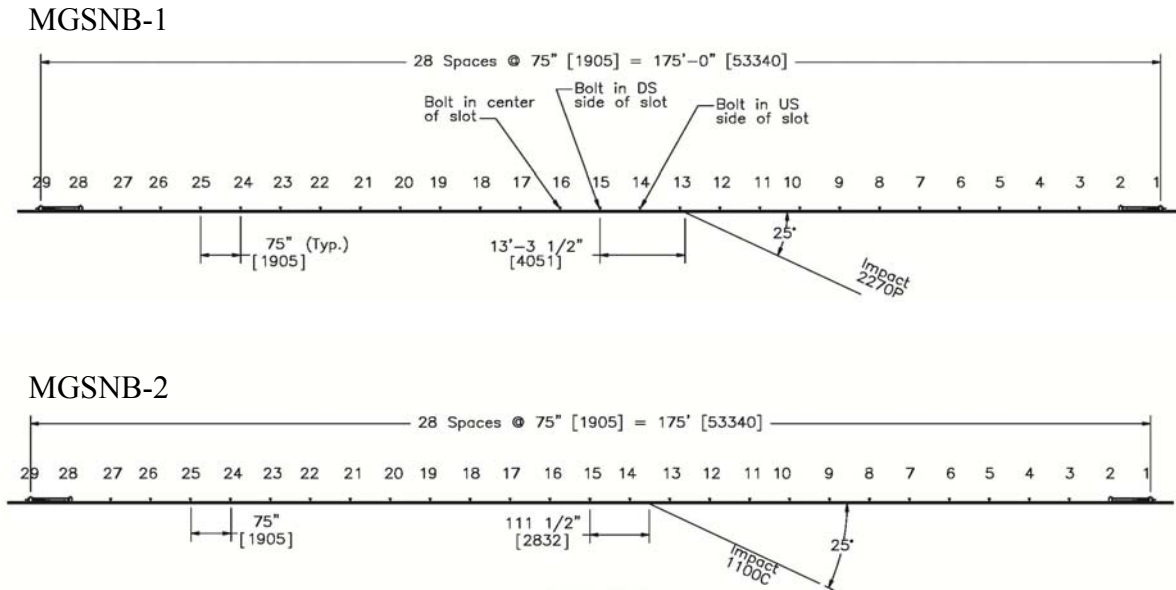 MGSNB-1
28 Spaces @ 75" [1905] = 175'-0" [53340]
Bolt in DS
side of slot
Bolt in center
of slot
Bolt in US
side of slot
29 28 27 26 25 24 23 22 21 20 19 18 17 16 15 14 13 12 11 10 9 8 7 6 5 4 3 2 1
75" (Typ.)
[1905]
13'-3 1/2"
[4051]
25°
Impact
2270P
MGSNB-2
28 Spaces @ 75" [1905] = 175' [53340]
29 28 27 26 25 24 23 22 21 20 19 18 17 16 15 14 13 12 11 10 9 8 7 6 5 4 3 2 1
75"
[1905]
111 1/2"
[2832]
25°
Impact
1100C